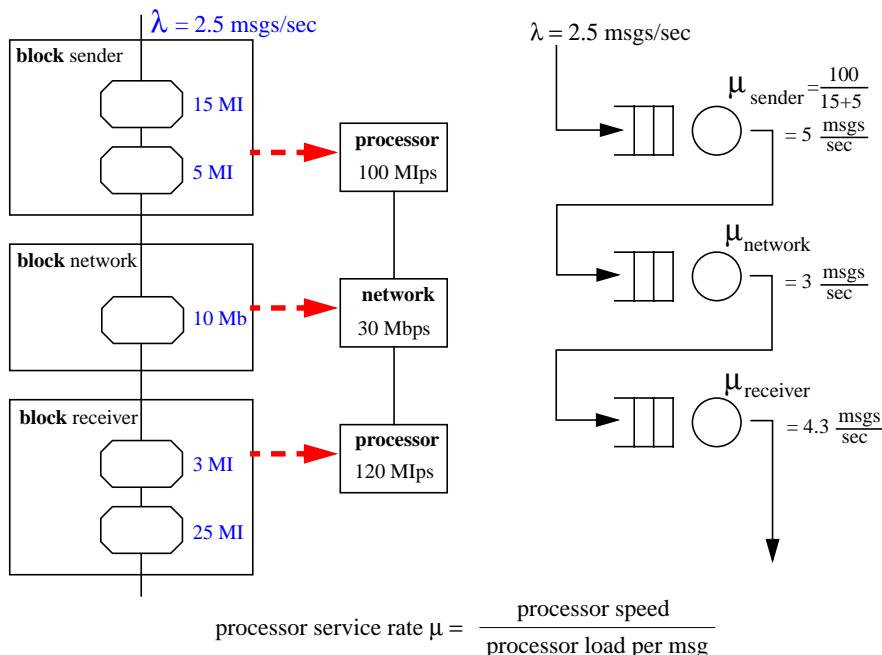 λ = 2.5 msgs/sec
block sender
15 MI
5 MI
processor
100 MIps
block network
10 Mb
network
30 Mbps
block receiver
3 MI
25 MI
processor
120 MIps
λ = 2.5 msgs/sec
μ sender = 100
15+5
= 5 msgs
sec
μ network
= 3 msgs
sec
μ receiver
= 4.3 msgs
sec
processor service rate μ = processor speed
processor load per msg